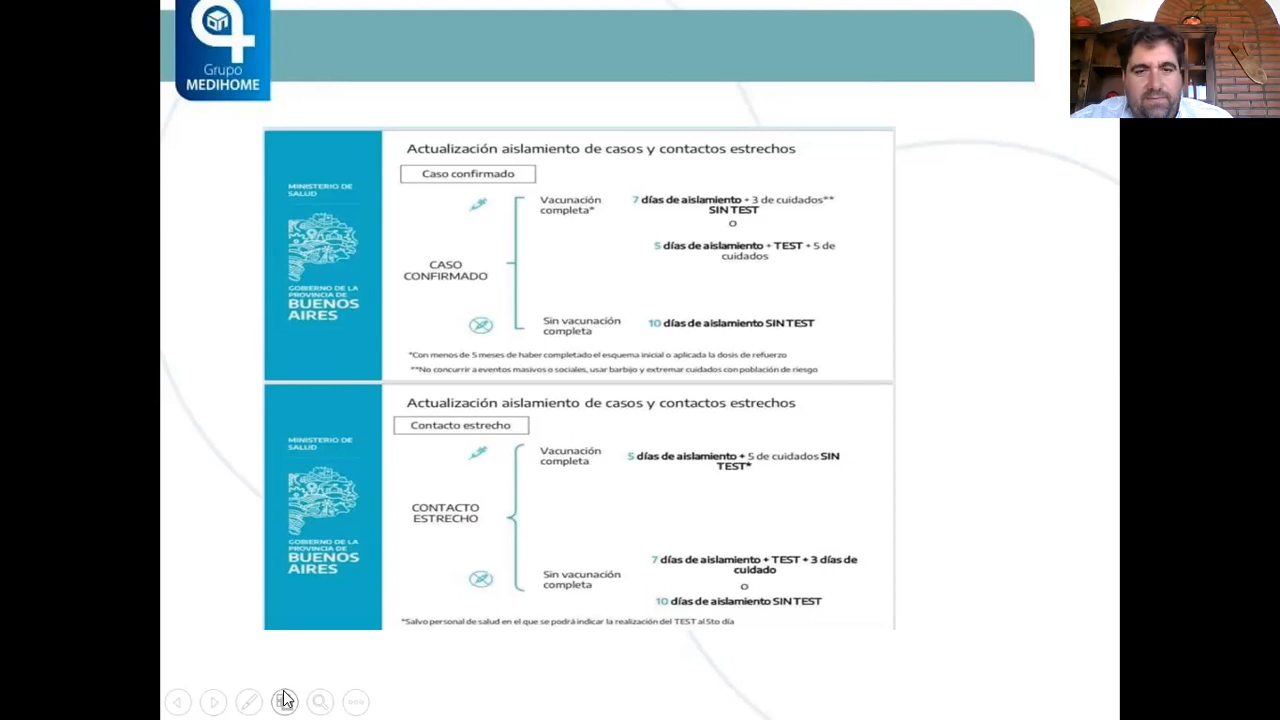 Grupo
MEDIHOME
MINISTERIO DE
SALUD
GOBIERNO DE LA
PROVINCIA DE
BUENOS
AIRES
Actualización aislamiento de casos y contactos estrechos
Caso confirmado
CASO
CONFIRMADO
Vacunación
completa*
7 días de aislamiento + 3 de cuidados**
SIN TEST
O
5 días de aislamiento + TEST + 5 de
cuidados
Sin vacunación
completa
10 días de aislamiento SIN TEST
*Con menos de 5 meses de haber completado el esquema inicial o aplicada la dosis de refuerzo
**No concurrir a eventos masivos o sociales, usar barbijo y extremar cuidados con población de riesgo
MINISTERIO DE
SALUD
GOBIERNO DE LA
PROVINCIA DE
BUENOS
AIRES
Actualización aislamiento de casos y contactos estrechos
Contacto estrecho
CONTACTO
ESTRECHO
Vacunación
completa
5 días de aislamiento + 5 de cuidados SIN
TEST*
Sin vacunación
completa
7 días de aislamiento + TEST + 3 días de
cuidado
O
10 días de aislamiento SIN TEST
*Salvo personal de salud en el que se podrá indicar la realización del TEST al 5to día